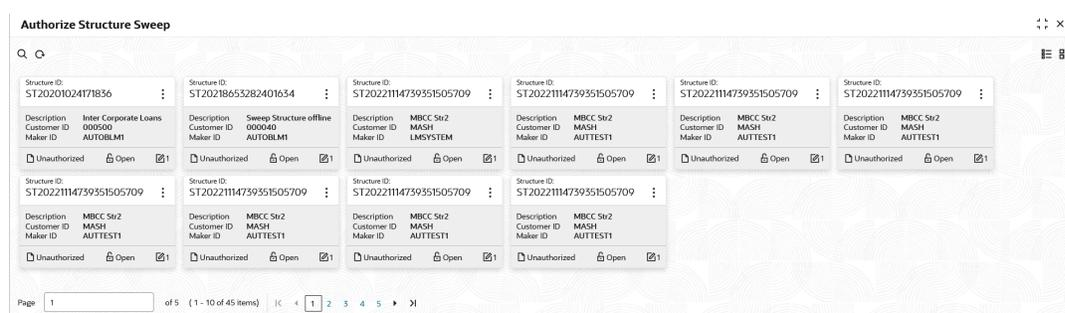 Authorize Structure Sweep
Structure ID:
ST20201024171836
Description Inter Corporate Loans
Customer ID 000500
Maker ID AUTOBLM1
Unauthorized Open 1
Structure ID:
ST20218653282401634
Description Sweep Structure offline
Customer ID 000040
Maker ID AUTOBLM1
Unauthorized Open 1
Structure ID:
ST20221114739351505709
Description MBCC Str2
Customer ID MASH
Maker ID LMSYSTEM
Unauthorized Open 1
Structure ID:
ST20221114739351505709
Description MBCC Str2
Customer ID MASH
Maker ID AUTTEST1
Unauthorized Open 1
Structure ID:
ST20221114739351505709
Description MBCC Str2
Customer ID MASH
Maker ID AUTTEST1
Unauthorized Open 1
Structure ID:
ST20221114739351505709
Description MBCC Str2
Customer ID MASH
Maker ID AUTTEST1
Unauthorized Open 1
Structure ID:
ST20221114739351505709
Description MBCC Str2
Customer ID MASH
Maker ID AUTTEST1
Unauthorized Open 1
Structure ID:
ST20221114739351505709
Description MBCC Str2
Customer ID MASH
Maker ID AUTTEST1
Unauthorized Open 1
Structure ID:
ST20221114739351505709
Description MBCC Str2
Customer ID MASH
Maker ID AUTTEST1
Unauthorized Open 1
Structure ID:
ST20221114739351505709
Description MBCC Str2
Customer ID MASH
Maker ID AUTTEST1
Unauthorized Open 1
Page 1 of 5 ( 1 - 10 of 45 items) 1 2 3 4 5